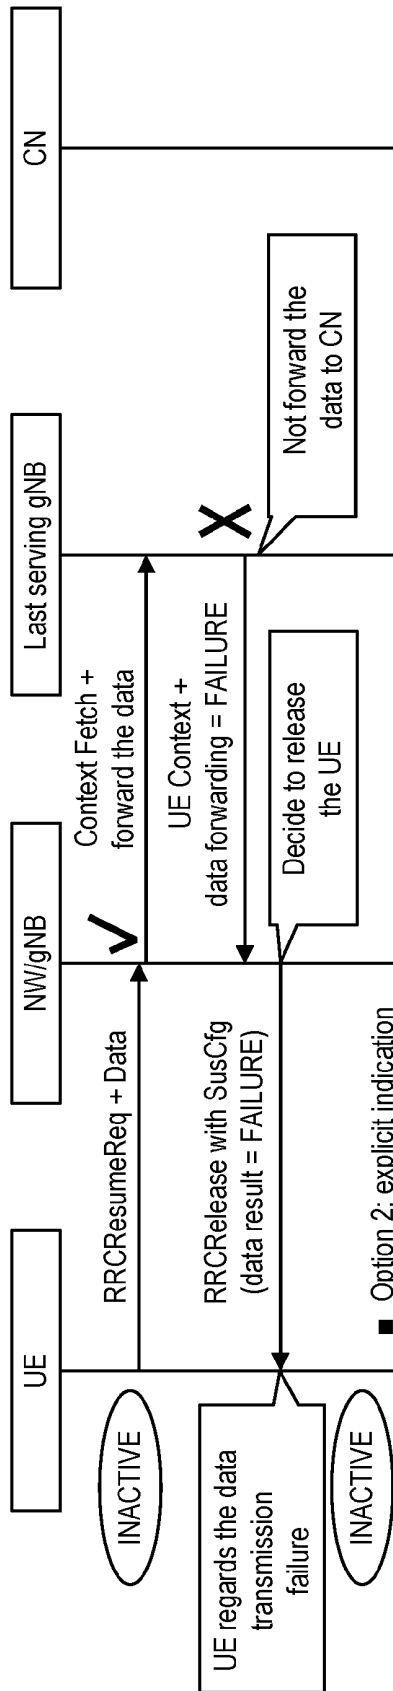 UE
NW/gNB
Last serving gNB
CN
INACTIVE
RRCResumeReq + Data
Context Fetch +
forward the data
UE Context +
data forwarding = FAILURE
Not forward the
data to CN
Decide to release
the UE
RRCRelease with SusCfg
(data result = FAILURE)
UE regards the data
transmission
failure
INACTIVE
■ Option 2: explicit indication